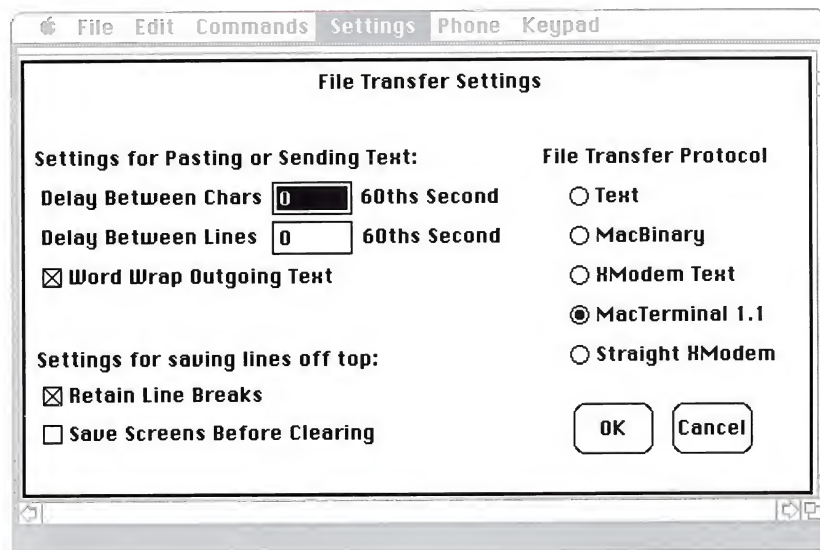 File Edit Commands Settings Phone Keypad
File Transfer Settings
Settings for Pasting or Sending Text:
Delay Between Chars 0 60ths Second
Delay Between Lines 0 60ths Second
Word Wrap Outgoing Text
Settings for saving lines off top:
Retain Line Breaks
Save Screens Before Clearing
File Transfer Protocol
Text
MacBinary
XModem Text
MacTerminal 1.1
Straight XModem
OK Cancel